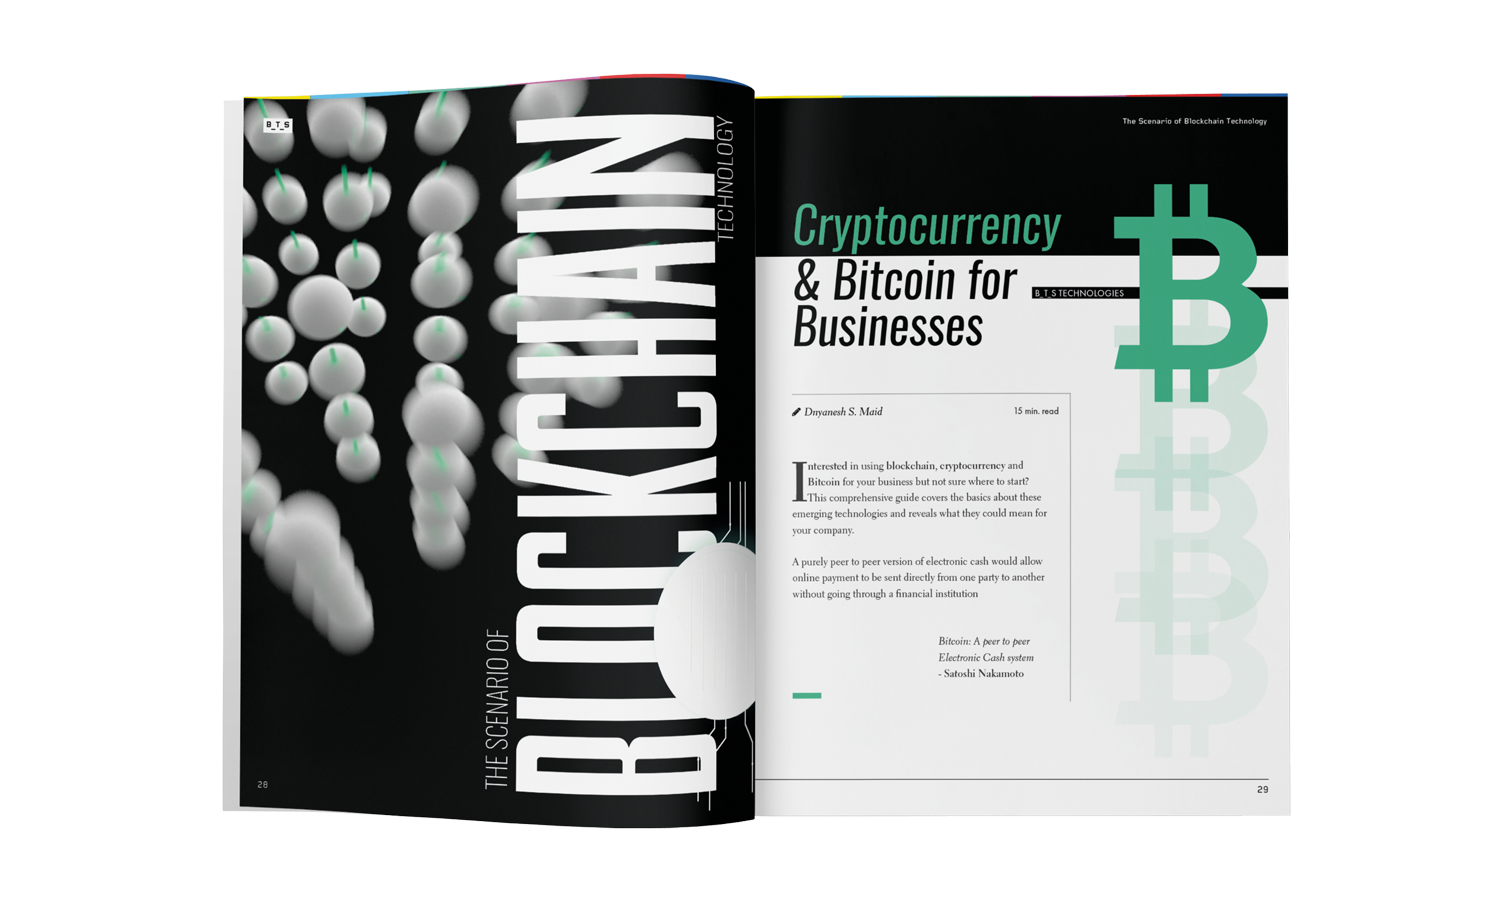 B_T_S
THE SCENARIO OF
BLOCKCHAIN
TECHNOLOGY
28
The Scenario of Blockchain Technology
Cryptocurrency
& Bitcoin for
Businesses
B_T_S TECHNOLOGIES
Dnyanesh S. Maid
15 min. read
Interested in using blockchain, cryptocurrency and
Bitcoin for your business but not sure where to start?
This comprehensive guide covers the basics about these
emerging technologies and reveals what they could mean for
your company.
A purely peer to peer version of electronic cash would allow
online payment to be sent directly from one party to another
without going through a financial institution
Bitcoin: A peer to peer
Electronic Cash system
- Satoshi Nakamoto
29